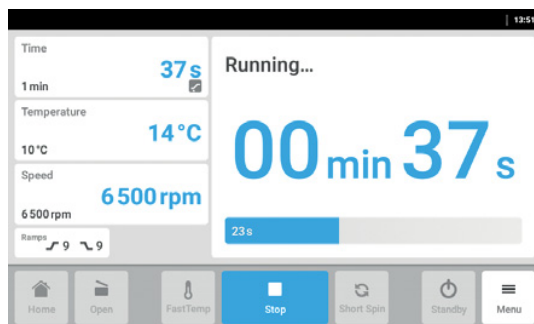 13:51
Time
37 s
1 min
Temperature
14 °C
10 °C
Speed
6 500 rpm
6 500 rpm
Ramps 9 9
Running...
00 min 37 s
23 s
Home Open FastTemp Stop Short Spin Standby Menu